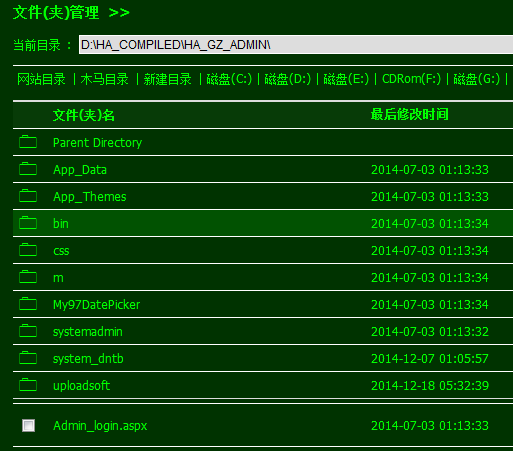 文件(夹)管理 >>
当前目录 : D:\HA_COMPILED\HA_GZ_ADMIN\
网站目录 | 木马目录 | 新建目录 | 磁盘(C:) | 磁盘(D:) | 磁盘(E:) | CDRom(F:) | 磁盘(G:) |
文件(夹)名 最后修改时间
Parent Directory
App_Data 2014-07-03 01:13:33
App_Themes 2014-07-03 01:13:33
bin 2014-07-03 01:13:34
css 2014-07-03 01:13:34
m 2014-07-03 01:13:34
My97DatePicker 2014-07-03 01:13:34
systemadmin 2014-07-03 01:13:32
system_dntb 2014-12-07 01:05:57
uploadsoft 2014-12-18 05:32:39
Admin_login.aspx 2014-07-03 01:13:33